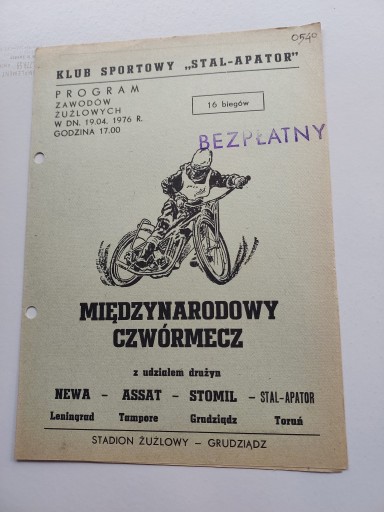 0540
KLUB SPORTOWY „STAL-APATOR"
PROGRAM
ZAWODÓW
ŻUŻLOWYCH
W DN. 19.04. 1976 R.
GODZINA 17.00
16 biegów
BEZPŁATNY
MIĘDZYNARODOWY
CZWÓRMECZ
z udziałem drużyn
NEWA – ASSAT – STOMIL – STAL-APATOR
Leningrad Tampore Grudziądz Toruń
STADION ŻUŻLOWY – GRUDZIĄDZ